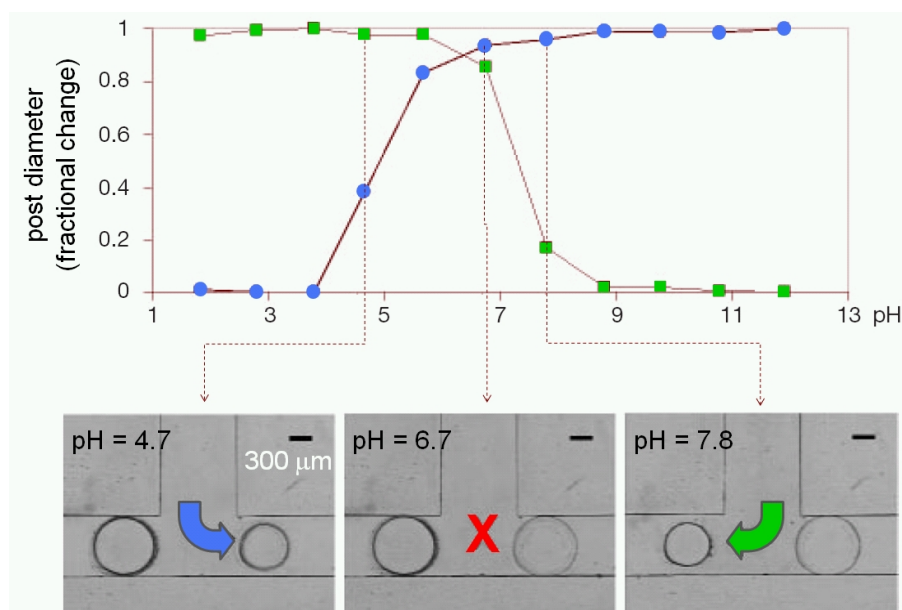 post diameter
(fractional change)
1
0.8
0.6
0.4
0.2
0
1 3 5 7 9 11 13 pH
pH = 4.7
300 μm
pH = 6.7
X
pH = 7.8